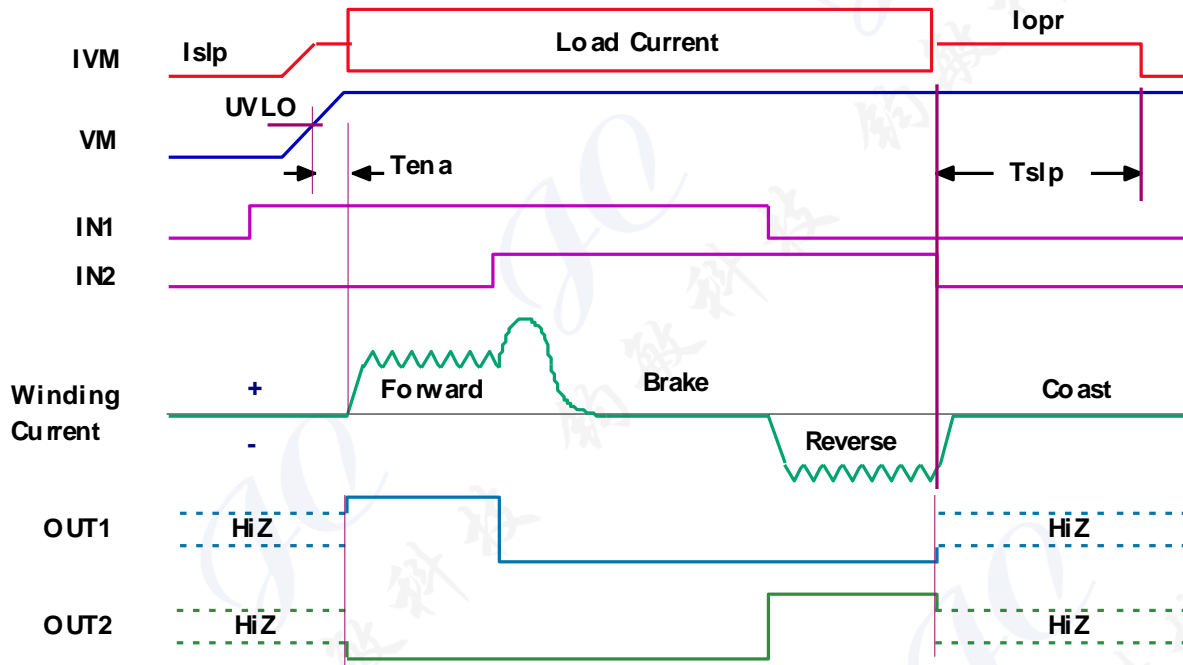 Islp
Iopr
IVM
Load Current
UVLO
VM
Tena
Tslp
IN1
IN2
+
Forward
Brake
Coast
Winding
Current
-
Reverse
OUT1
HiZ
HiZ
OUT2
HiZ
HiZ